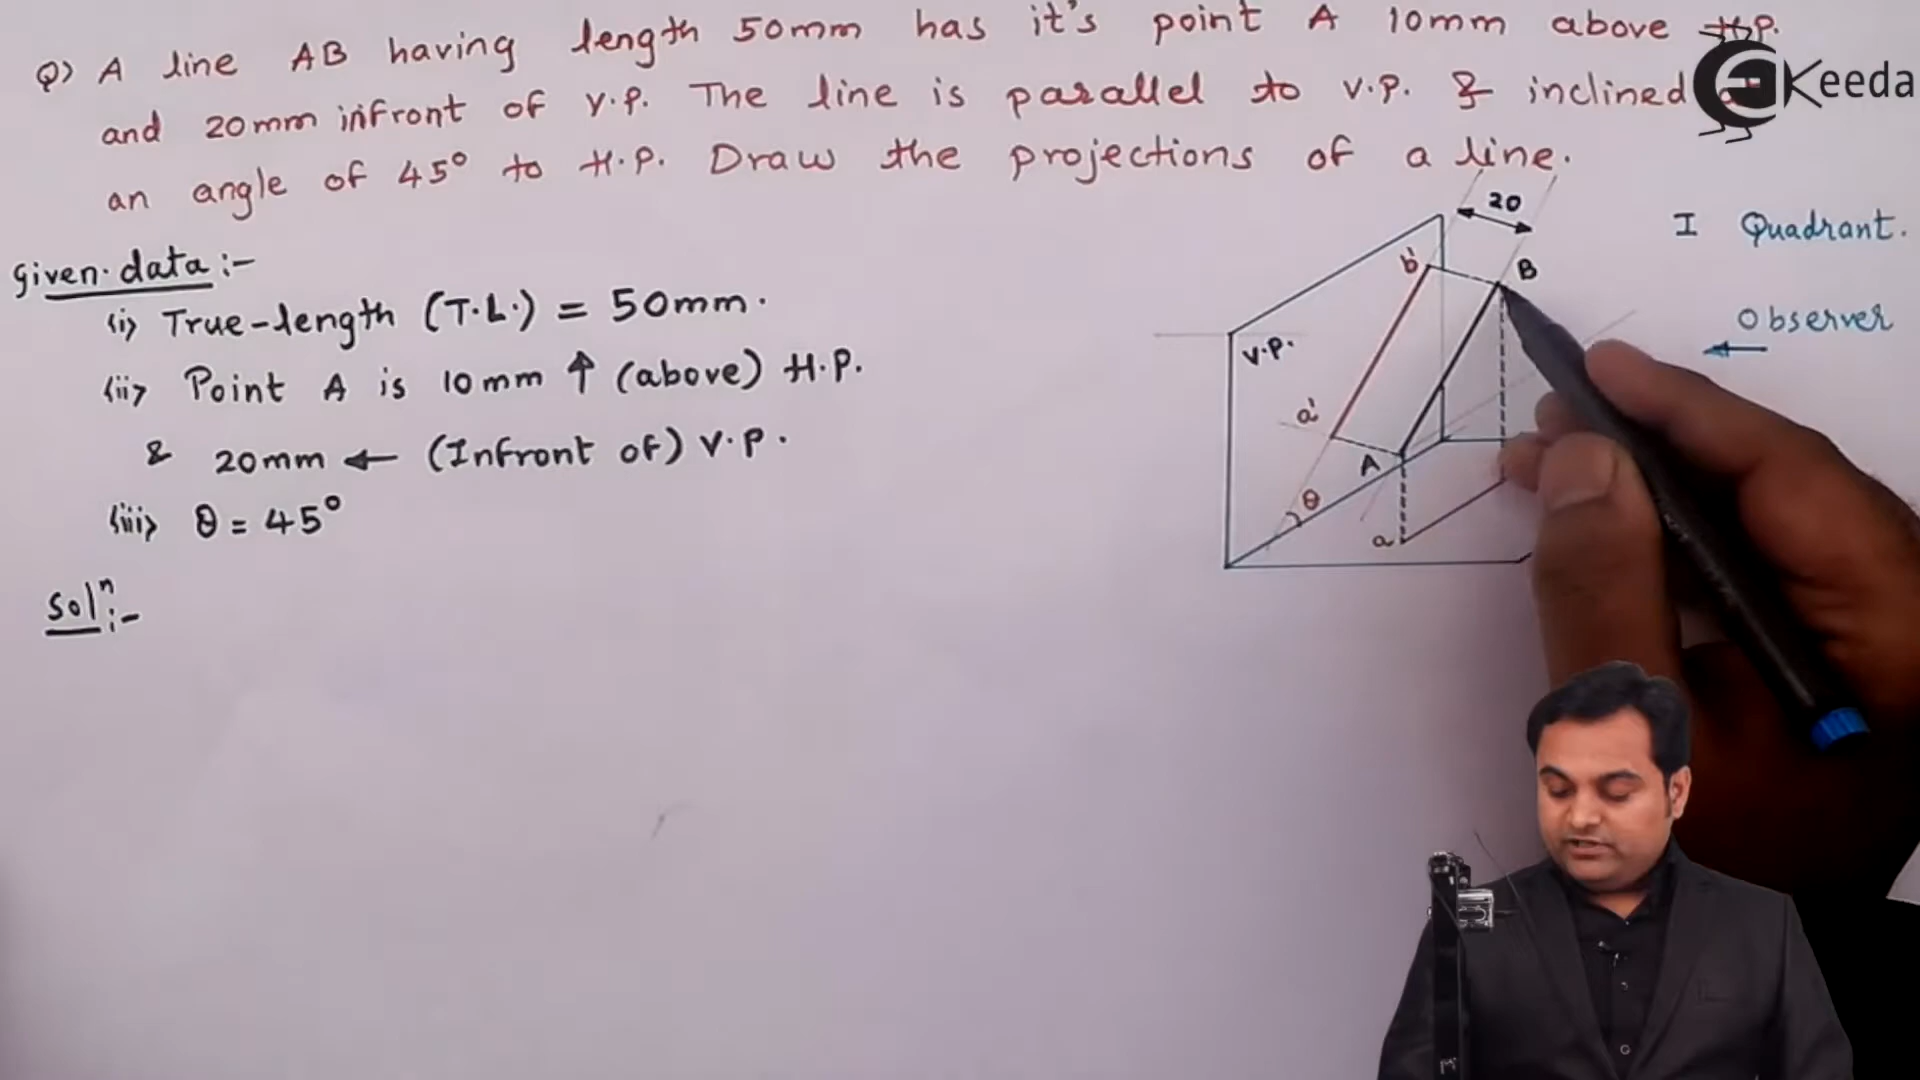 Q) A line AB having length 50mm has it's point A 10mm above H.P.
and 20mm infront of V.P. The line is parallel to V.P. & inclined at
an angle of 45° to H.P. Draw the projections of a line.
eKeeda
Given data :-
(i) True-length (T.L.) = 50mm.
(ii) Point A is 10mm ↑ (above) H.P.
& 20mm ← (Infront of) V.P.
(iii) θ = 45°
Solⁿ :-
20
I Quadrant.
b' B
Observer
←
V.P.
a'
A
θ
a